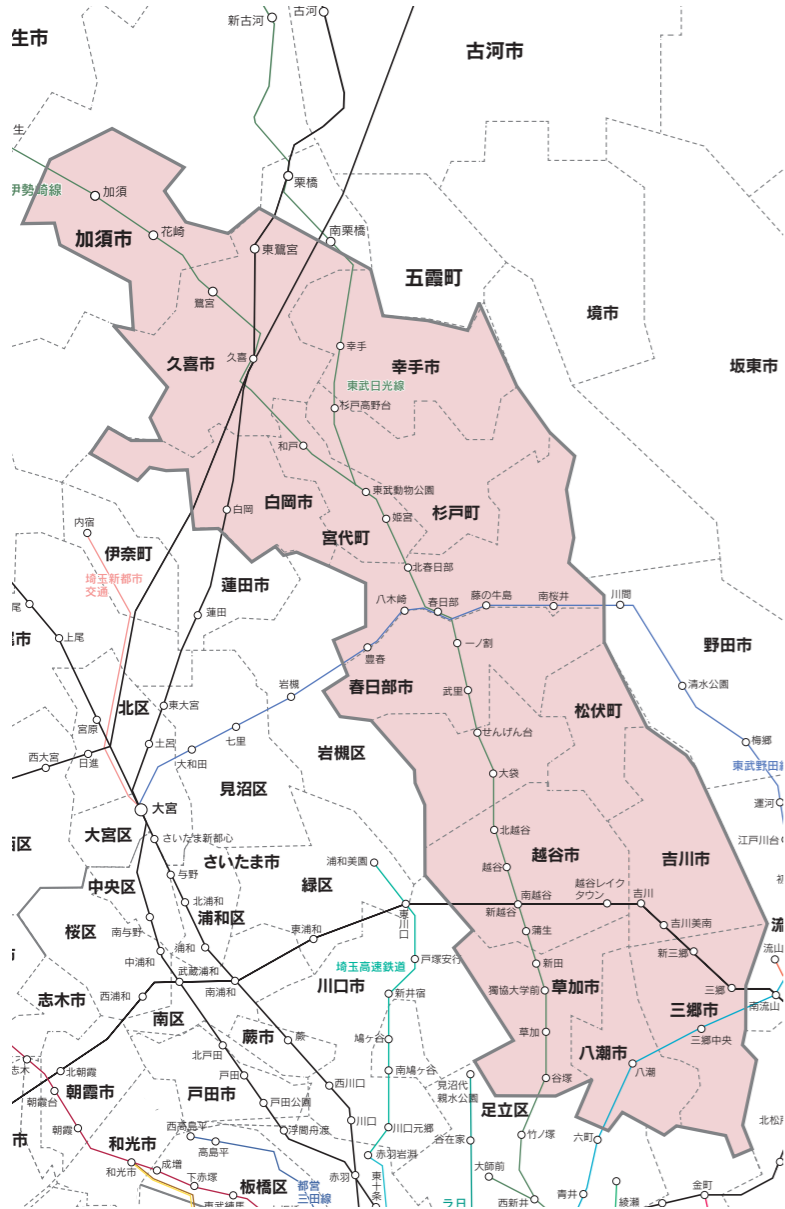 新古河
古河
生市
古河市
生
栗橋
伊勢崎線
加須
加須市
花崎
南栗橋
東鷲宮
五霞町
鷲宮
境市
久喜
久喜市
幸手
幸手市
坂東市
東武日光線
杉戸高野台
和戸
東武動物公園
白岡市
白岡
姫宮
杉戸町
宮代町
内宿
伊奈町
埼玉新都市
交通
蓮田市
北春日部
尾
蓮田
八木崎
春日部
藤の牛島
南桜井
川間
市
上尾
豊春
一ノ割
野田市
岩槻
春日部市
武里
清水公園
北区
東大宮
松伏町
宮原
土呂
七里
せんげん台
梅郷
西大宮
日進
大和田
岩槻区
大袋
東武野田線
見沼区
運河
大宮
大宮区
さいたま新都心
北越谷
江戸川台
区
さいたま市
浦和美園
越谷
越谷市
吉川市
与野
中央区
緑区
越谷レイク
タウン
北浦和
南越谷
吉川
新越谷
桜区
南与野
浦和区
東川口
吉川美南
流
東浦和
蒲生
中浦和
浦和
新三郷
流山
武蔵浦和
埼玉高速鉄道
戸塚安行
新田
志木市
西浦和
南浦和
川口市
新井宿
獨協大学前
草加市
三郷
南流山
南区
三郷市
蕨市
蕨
鳩ヶ谷
草加
三郷中央
北戸田
八潮市
志木
北朝霞
戸田
南鳩ヶ谷
八潮
朝霞台
朝霞市
戸田市
西川口
見沼代
親水公園
谷塚
戸田公園
足立区
朝霞
西高島平
川口
川口元郷
北松戸
市
和光市
浮間舟渡
谷在家
竹ノ塚
六町
高島平
和光市
成増
赤羽岩淵
大師前
下赤塚
赤羽
東十条
板橋区
都営
三田線
西新井
青井
綾瀬
金町
東武練馬